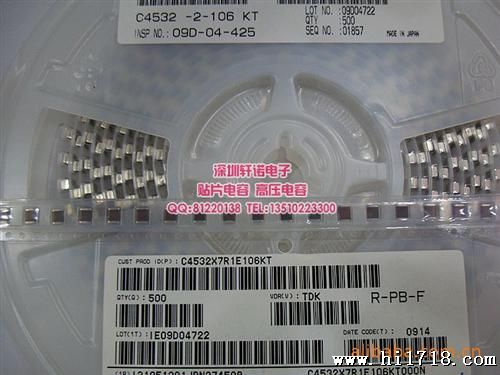 C4532 -2-106 KT
INSP NO.: 09D-04-425
LOT NO. :09D04722
QTY :500
SEQ NO. :01857
MADE IN JAPAN
深圳轩诺电子
贴片电容 高压电容
QQ:81220138 TEL:13510223300
CUST PROD ID(P): C4532X7R1E106KT
QTY(Q): 500
VDR(V): TDK
R-PB-F
LOT(1T): IE09D04722
DATE CODE(T): 0914
C4532X7R1E106KT000N
www.hi1718.com